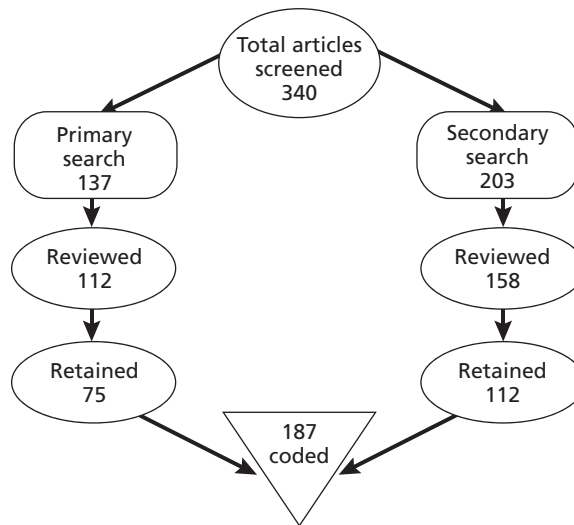 Total articles
screened
340
Primary
search
137
Secondary
search
203
Reviewed
112
Reviewed
158
Retained
75
Retained
112
187
coded